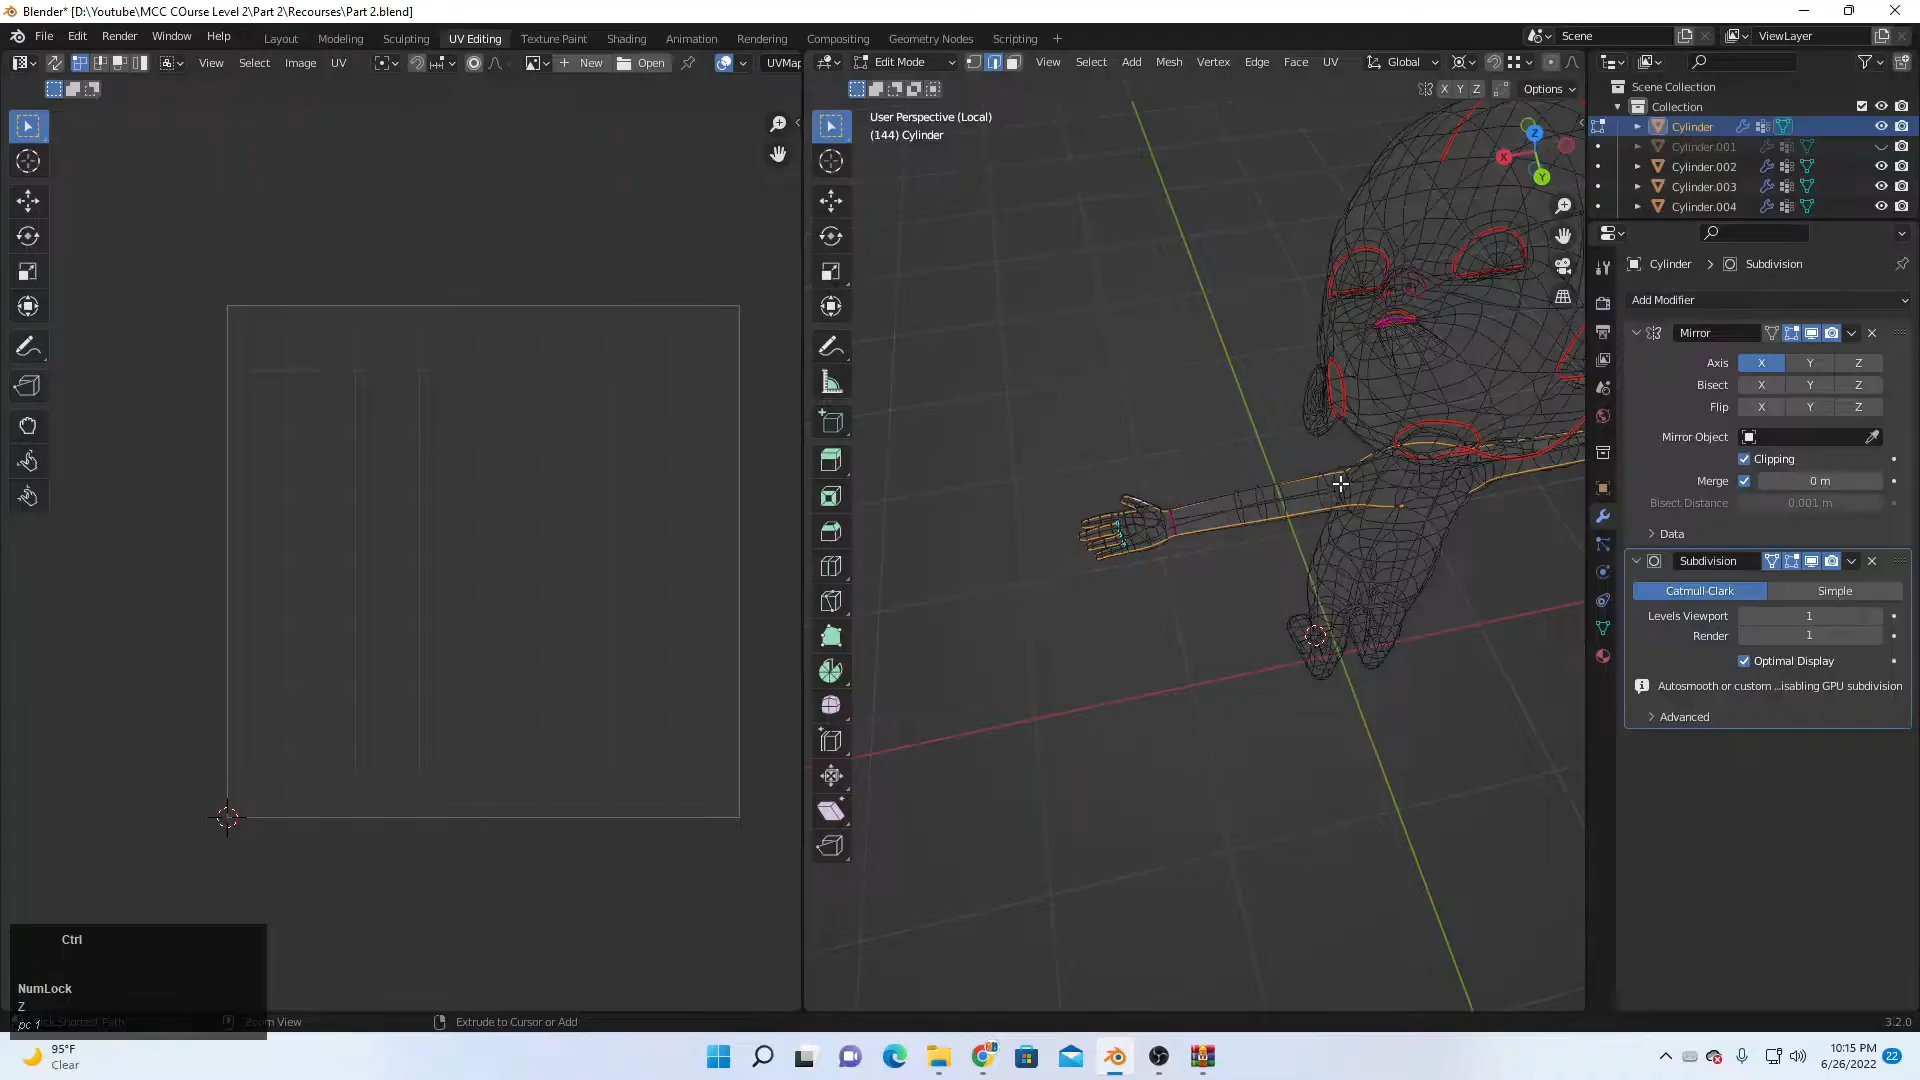 Blender* [D:\Youtube\MCC COurse Level 2\Part 2\Recourses\Part 2.blend]
File Edit Render Window Help Layout Modeling Sculpting UV Editing Texture Paint Shading Animation Rendering Compositing Geometry Nodes Scripting + Scene ViewLayer
View Select Image UV New Open UVMap
Edit Mode View Select Add Mesh Vertex Edge Face UV Global
X Y Z Options
User Perspective (Local)
(144) Cylinder
Z
X
Y
Scene Collection
Collection
Cylinder
Cylinder.001
Cylinder.002
Cylinder.003
Cylinder.004
Cylinder > Subdivision
Add Modifier
Mirror
Axis X Y Z
Bisect X Y Z
Flip X Y Z
Mirror Object
Clipping
Merge 0 m
Bisect Distance 0.001 m
Data
Subdivision
Catmull-Clark Simple
Levels Viewport 1
Render 1
Optimal Display
Autosmooth or custom ...isabling GPU subdivision
Advanced
Ctrl
NumLock
Z
Shortest Path Zoom View Extrude to Cursor or Add 3.2.0
95°F
Clear
10:15 PM
6/26/2022
22